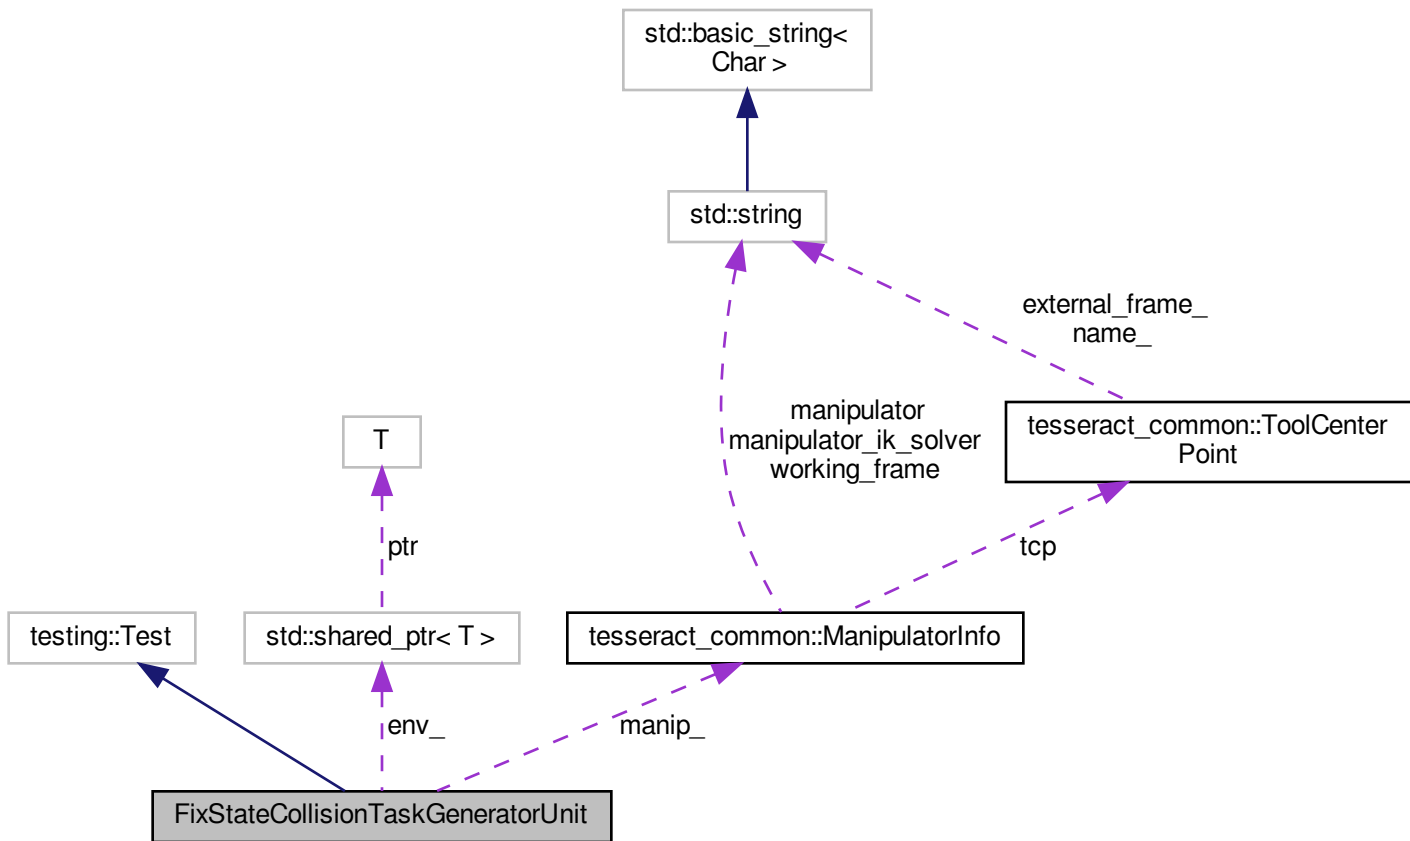 std::basic_string<
Char >
std::string
external_frame_
name_
manipulator
manipulator_ik_solver
working_frame
tesseract_common::ToolCenter
Point
T
ptr
tcp
testing::Test
std::shared_ptr< T >
tesseract_common::ManipulatorInfo
env_
manip_
FixStateCollisionTaskGeneratorUnit